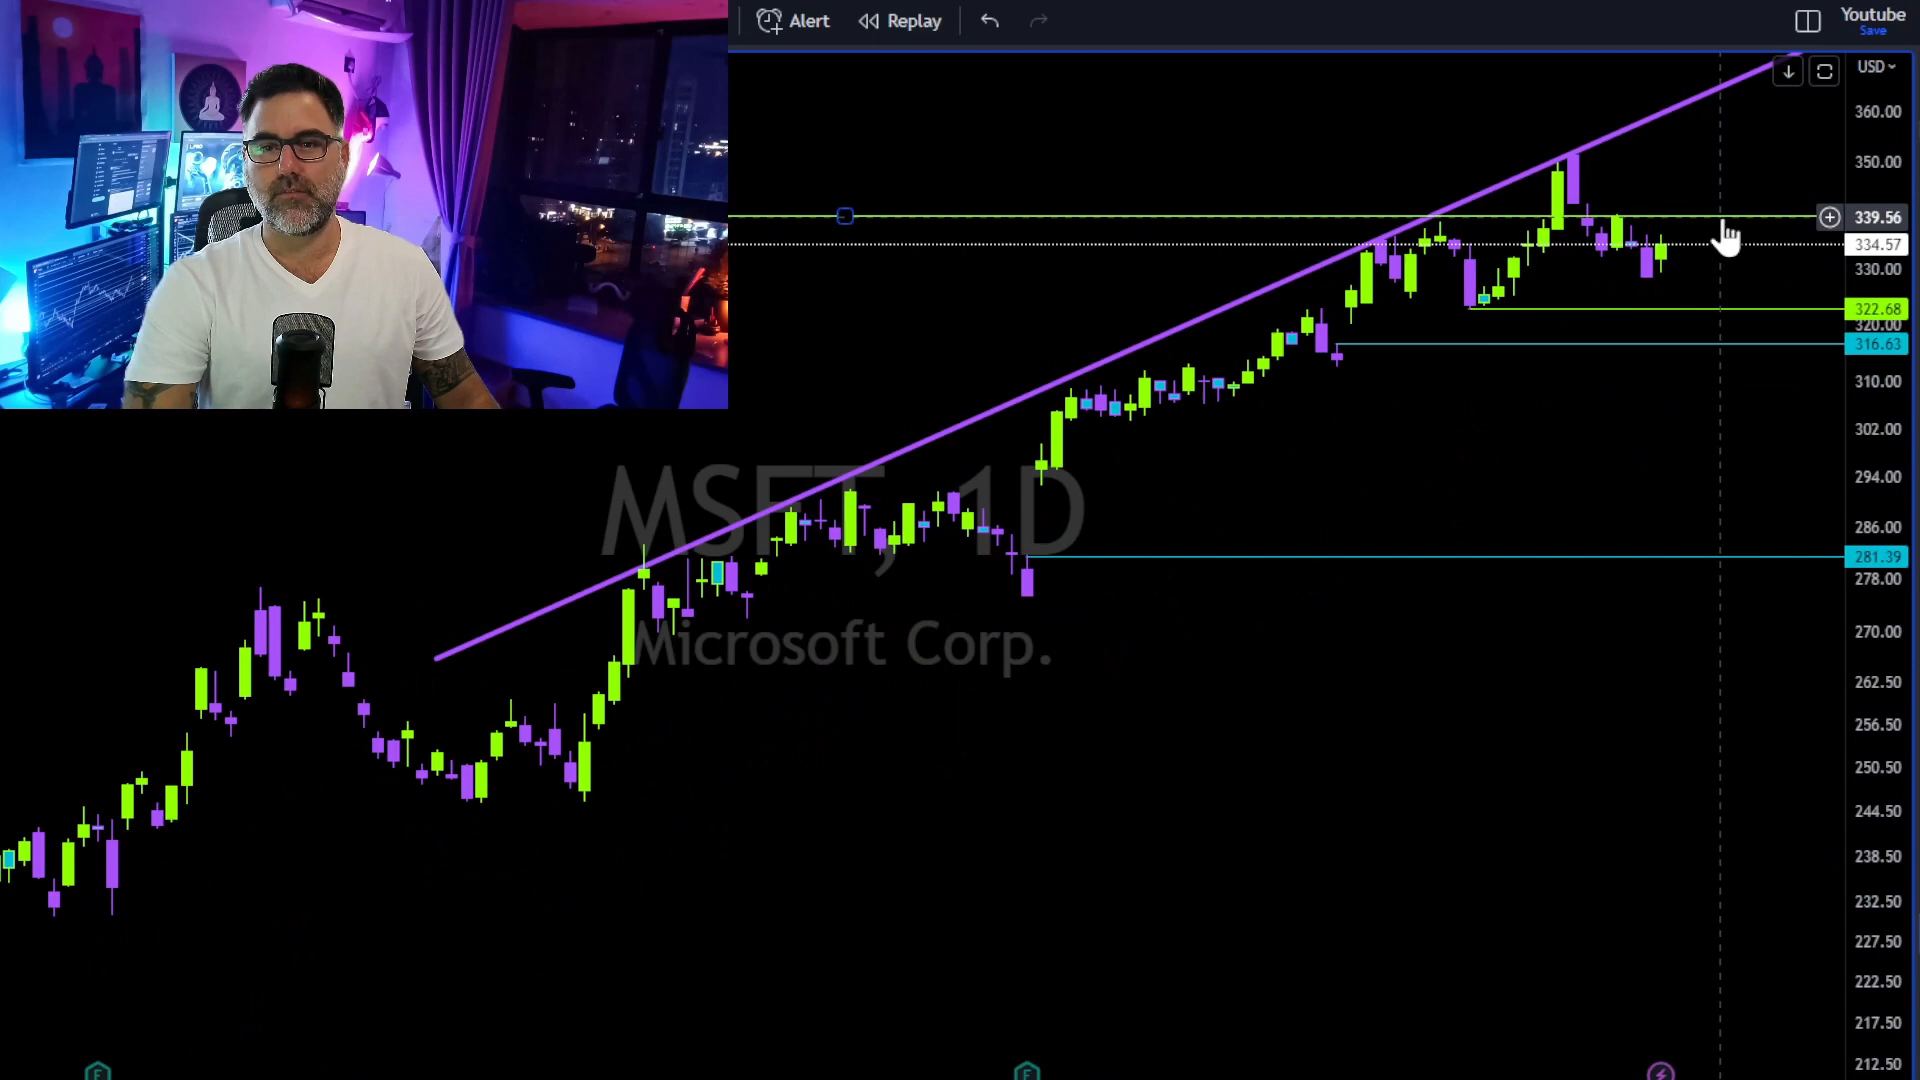 Alert
Replay
Youtube
Save
USD
360.00
350.00
339.56
334.57
330.00
322.68
320.00
316.63
310.00
302.00
294.00
286.00
281.39
278.00
270.00
262.50
256.50
250.50
244.50
238.50
232.50
227.50
222.50
217.50
212.50
MSFT, 1D
Microsoft Corp.
E
E